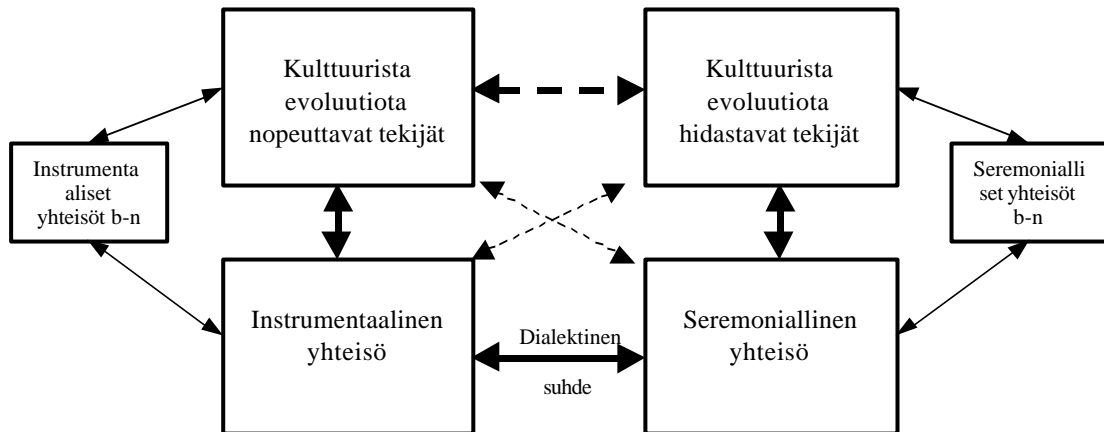 Kulttuurista
evoluutiota
nopeuttavat tekijät
Kulttuurista
evoluutiota
hidastavat tekijät
Instrumenta
aliset
yhteisöt b-n
Seremonialli
set yhteisöt
b-n
Instrumentaalinen
yhteisö
Dialektinen
suhde
Seremoniallinen
yhteisö